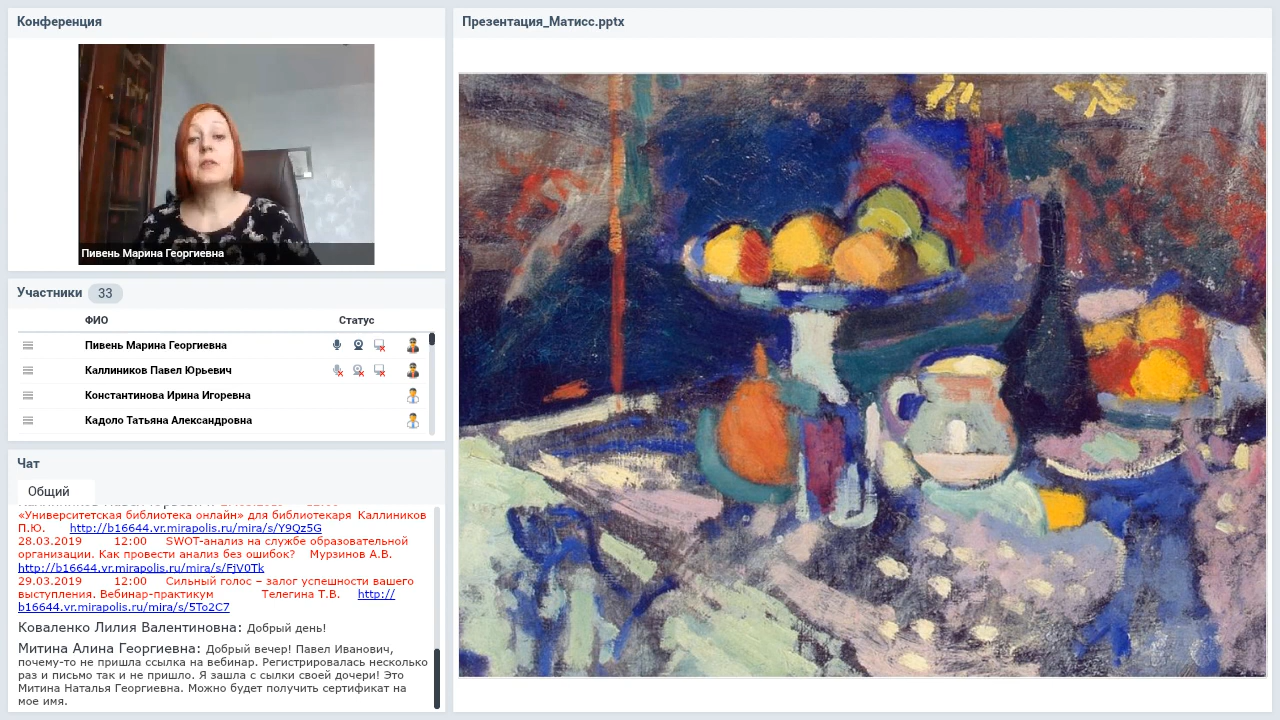 Конференция
Пивень Марина Георгиевна
Участники 33
ФИО Статус
Пивень Марина Георгиевна
Каллиников Павел Юрьевич
Константинова Ирина Игоревна
Кадоло Татьяна Александровна
Чат
Общий
«Университетская библиотека онлайн» для библиотекаря Каллиников
П.Ю. http://b16644.vr.mirapolis.ru/mira/s/Y9Qz5G
28.03.2019 12:00 SWOT-анализ на службе образовательной
организации. Как провести анализ без ошибок? Мурзинов А.В.
http://b16644.vr.mirapolis.ru/mira/s/FjV0Tk
29.03.2019 12:00 Сильный голос – залог успешности вашего
выступления. Вебинар-практикум Телегина Т.В. http://
b16644.vr.mirapolis.ru/mira/s/5To2C7
Коваленко Лилия Валентиновна: Добрый день!
Митина Алина Георгиевна: Добрый вечер! Павел Иванович,
почему-то не пришла ссылка на вебинар. Регистрировалась несколько
раз и письмо так и не пришло. Я зашла с сылки своей дочери! Это
Митина Наталья Георгиевна. Можно будет получить сертификат на
мое имя.
Презентация_Матисс.pptx